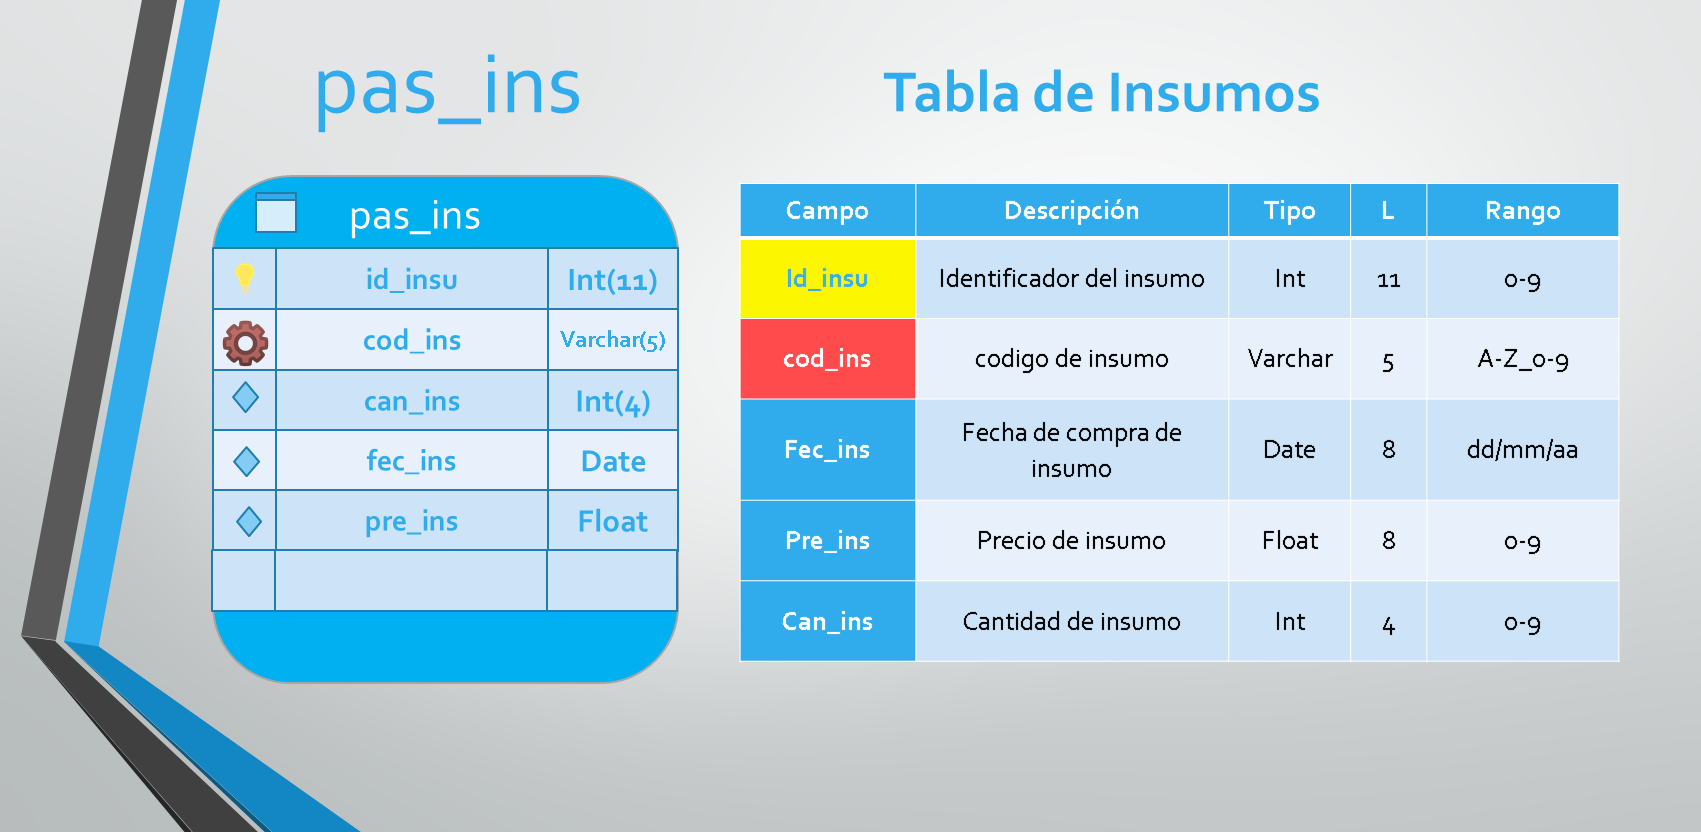 pas_ins
Tabla de Insumos
pas_ins
id_insu Int(11)
cod_ins Varchar(5)
can_ins Int(4)
fec_ins Date
pre_ins Float
Campo Descripción Tipo L Rango
Id_insu Identificador del insumo Int 11 0-9
cod_ins codigo de insumo Varchar 5 A-Z_0-9
Fec_ins Fecha de compra de insumo Date 8 dd/mm/aa
Pre_ins Precio de insumo Float 8 0-9
Can_ins Cantidad de insumo Int 4 0-9